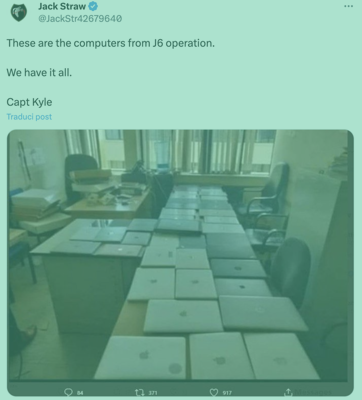 Jack Straw
@JackStr42679640
These are the computers from J6 operation.
We have it all.
Capt Kyle
Traduci post
84 371 917